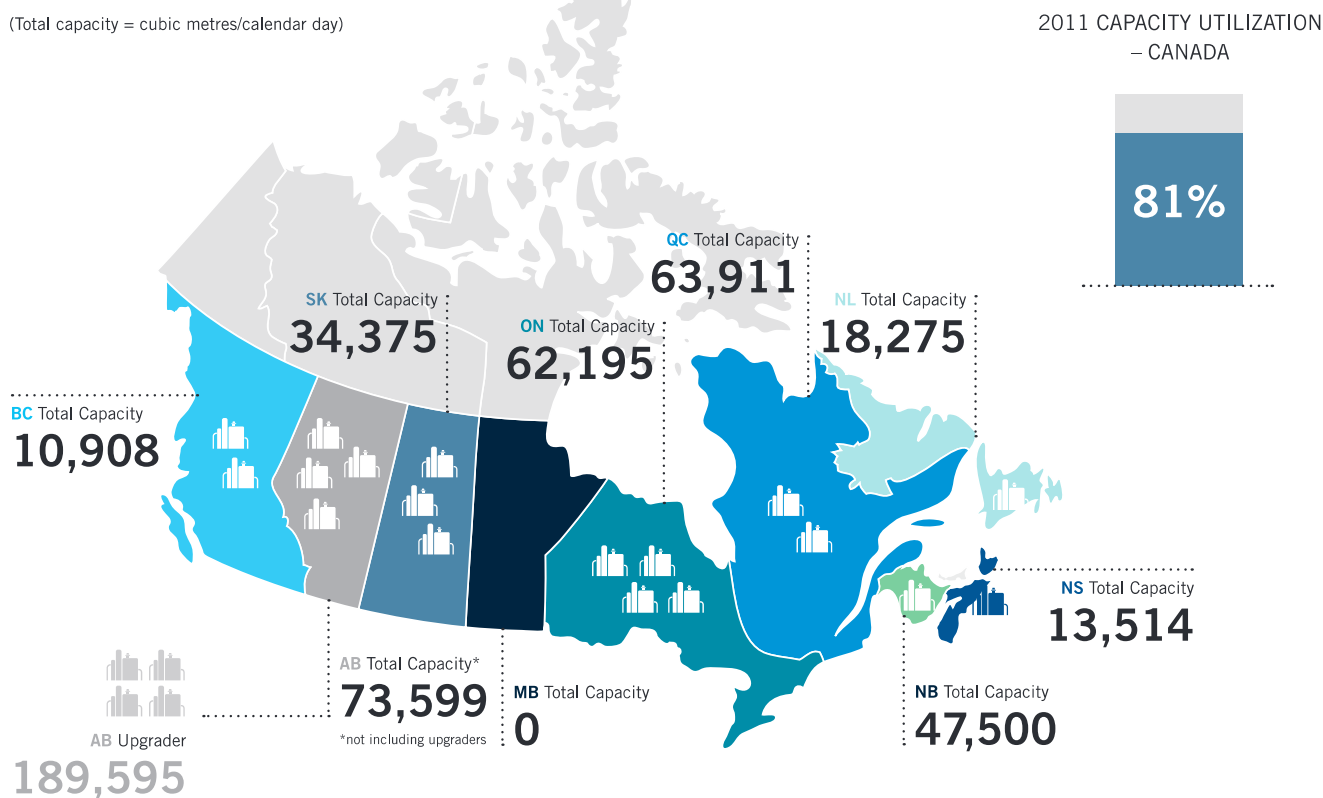 (Total capacity = cubic metres/calendar day)
2011 CAPACITY UTILIZATION
– CANADA
81%
QC Total Capacity
63,911
SK Total Capacity
34,375
NL Total Capacity
18,275
ON Total Capacity
62,195
BC Total Capacity
10,908
NS Total Capacity
13,514
AB Total Capacity*
73,599
*not including upgraders
MB Total Capacity
0
NB Total Capacity
47,500
AB Upgrader
189,595